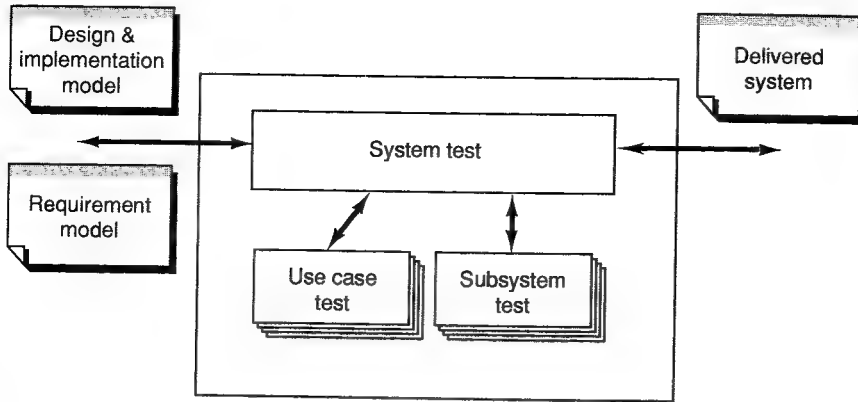 Design &
implementation
model
Delivered
system
System test
Requirement
model
Use case
test
Subsystem
test